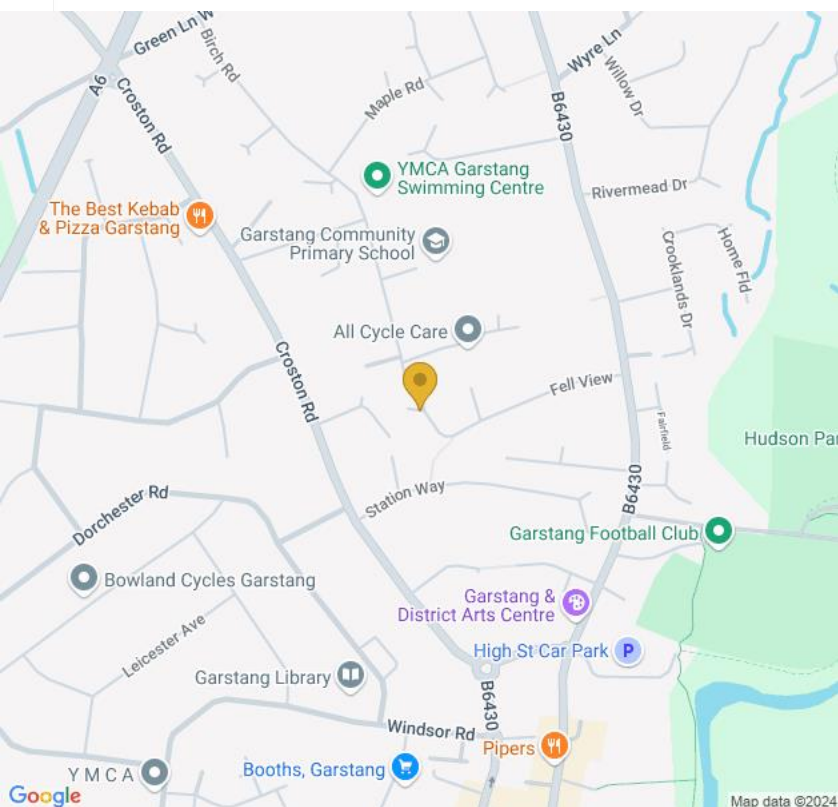 Green Ln W
A6
Birch Rd
Wyre Ln
Willow Dr
Croston Rd
Maple Rd
B6430
YMCA Garstang
Swimming Centre
Rivermead Dr
The Best Kebab
& Pizza Garstang
Garstang Community
Primary School
Crooklands Dr
Home Fld
All Cycle Care
Croston Rd
Fell View
Fairfield
Hudson Par
Station Way
B6430
Dorchester Rd
Garstang Football Club
Bowland Cycles Garstang
Garstang &
District Arts Centre
Leicester Ave
High St Car Park
P
Garstang Library
B6430
Windsor Rd
Pipers
YMCA
Booths, Garstang
Google
Map data ©2024